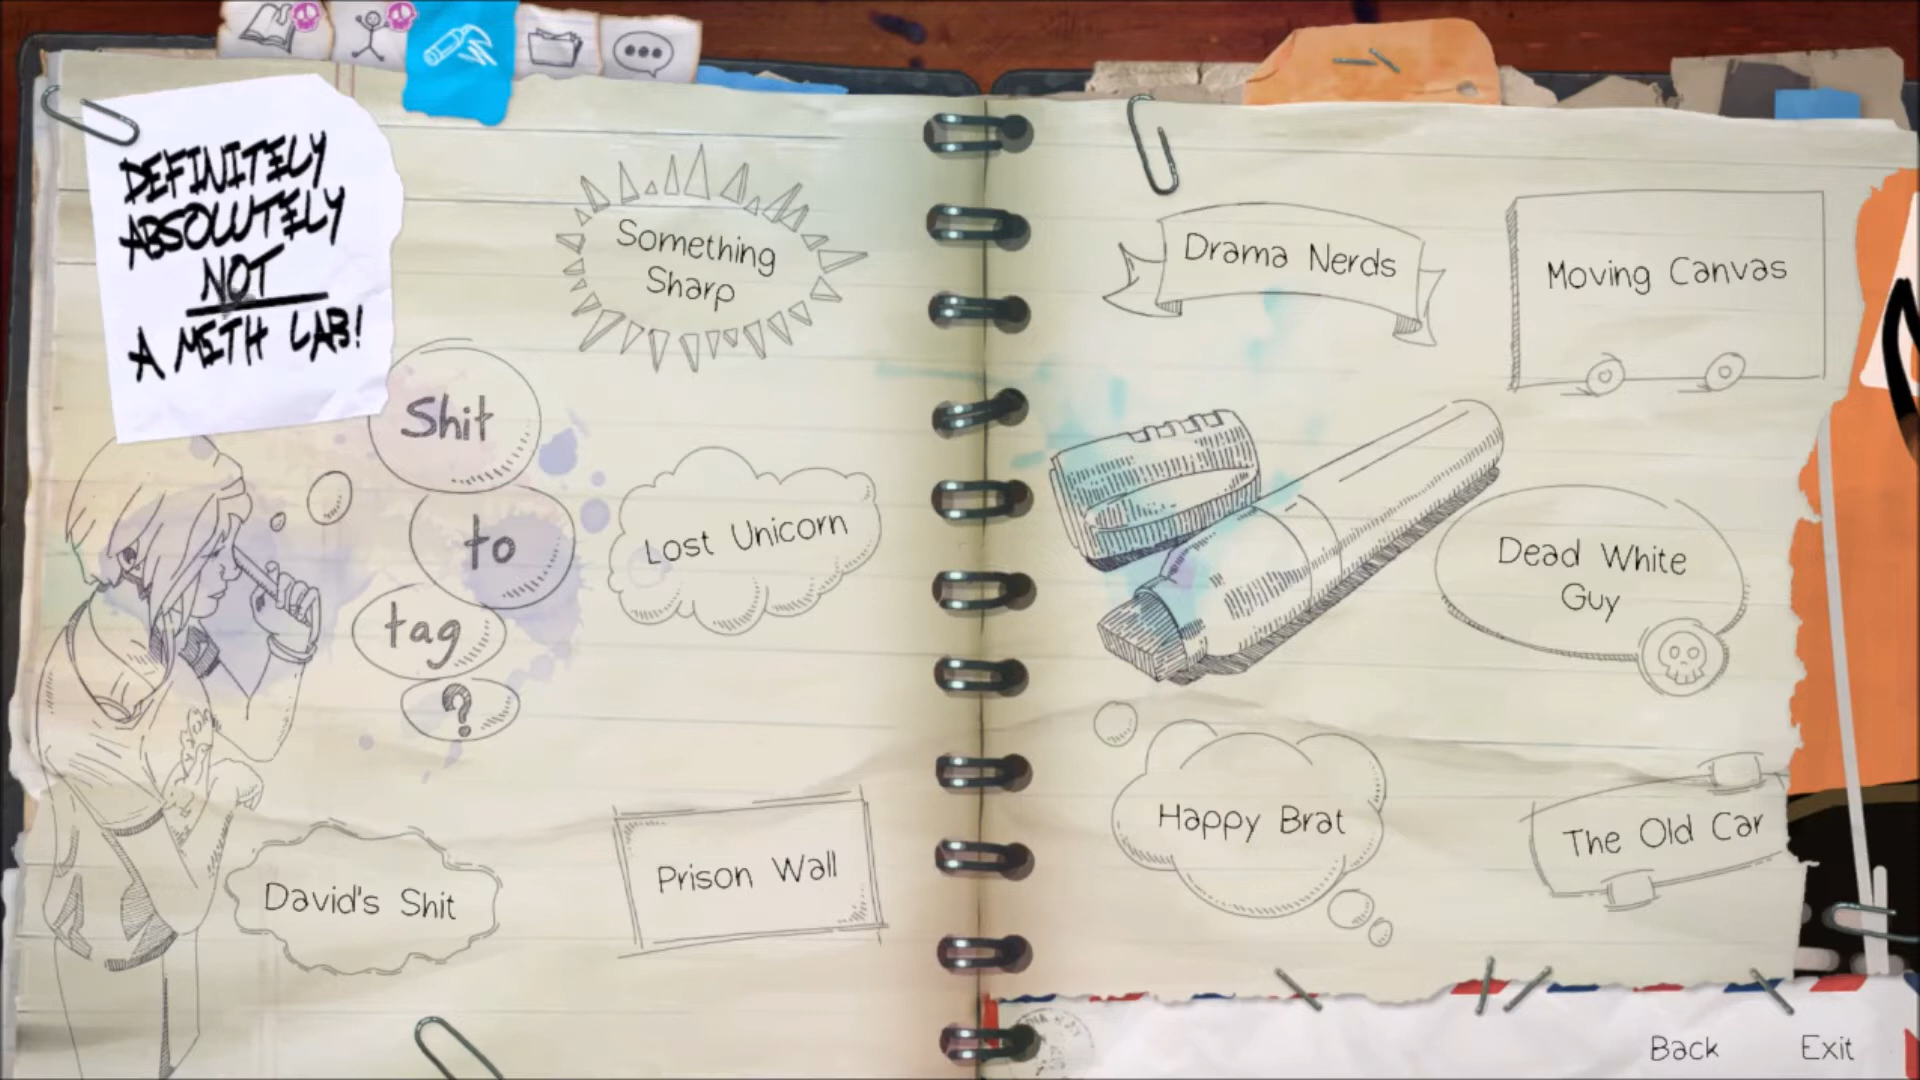 DEFINITELY
ABSOLUTELY
NOT
A METH LAB!
Something
Sharp
Shit
to
tag
?
Lost Unicorn
David's Shit
Prison Wall
Drama Nerds
Moving Canvas
Dead White
Guy
Happy Brat
The Old Car
Back
Exit